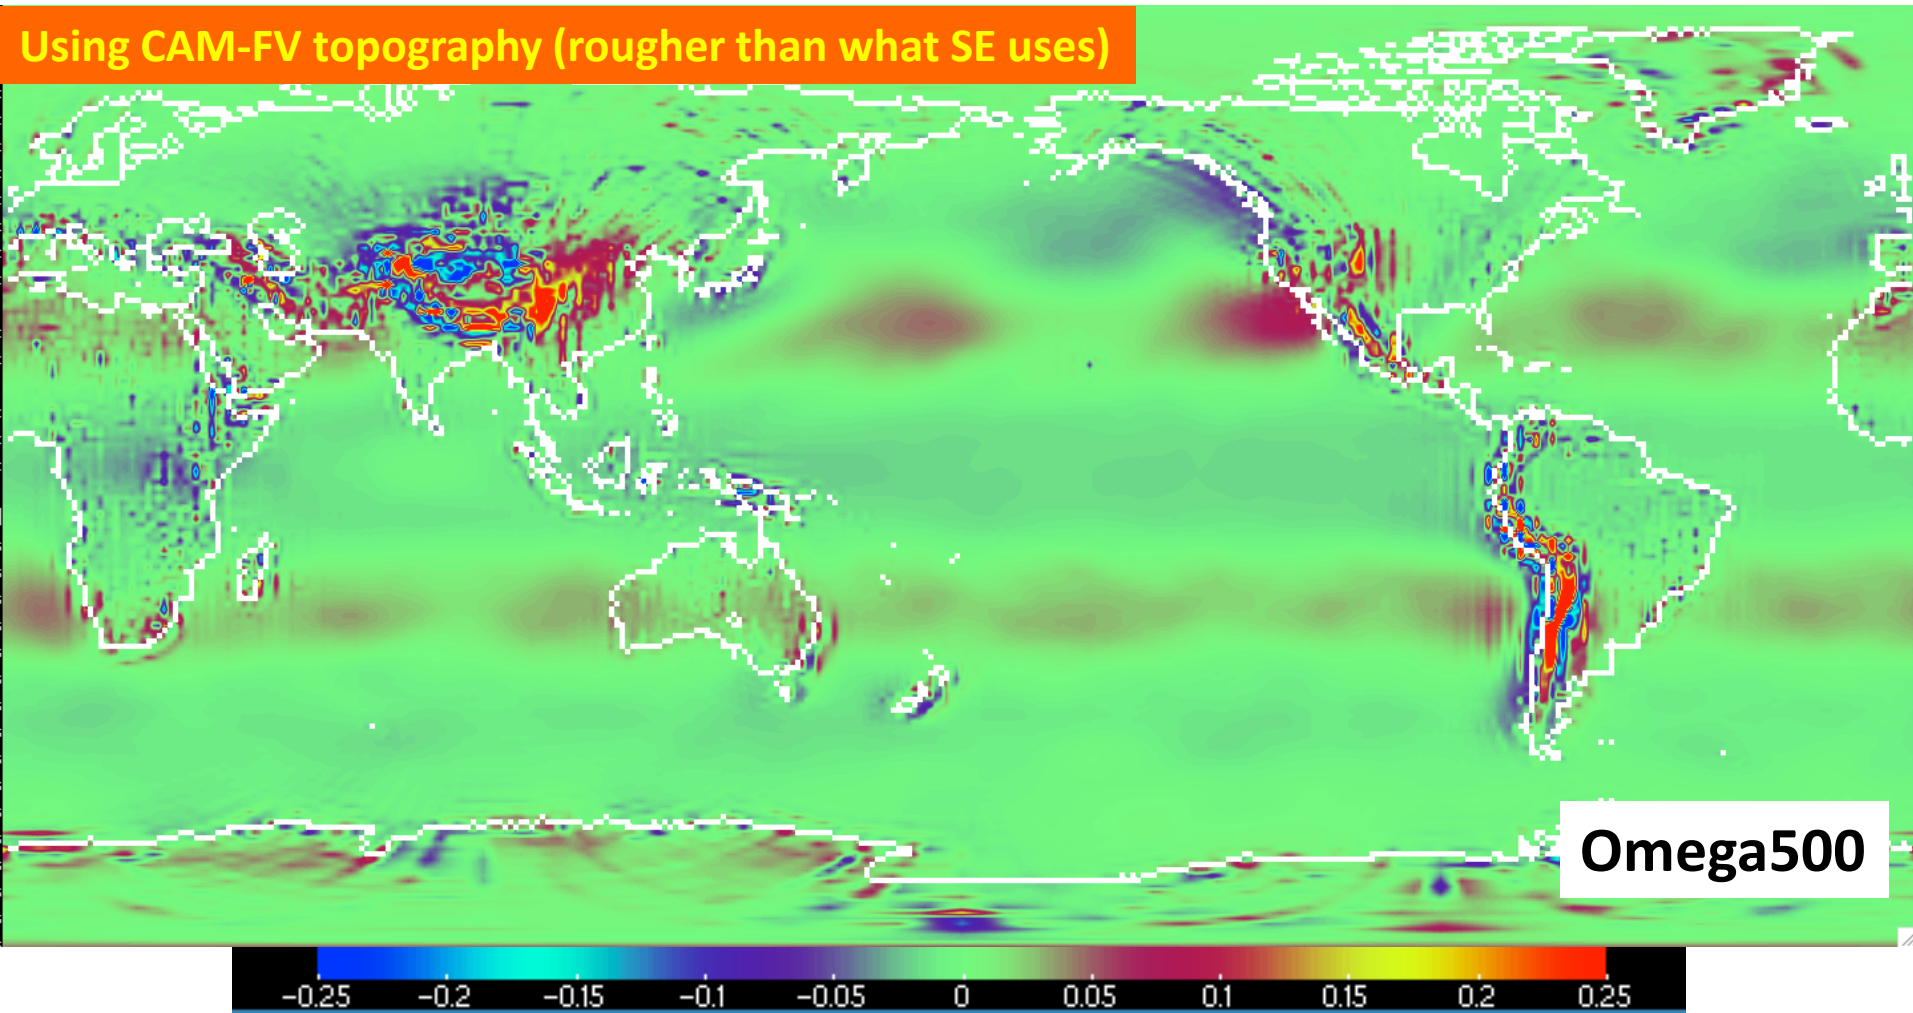 Using CAM-FV topography (rougher than what SE uses)
Omega500
−0.25 −0.2 −0.15 −0.1 −0.05 0 0.05 0.1 0.15 0.2 0.25